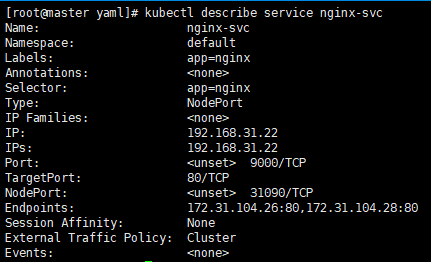 [root@master yaml]# kubectl describe service nginx-svc
Name:                     nginx-svc
Namespace:                default
Labels:                   app=nginx
Annotations:              <none>
Selector:                 app=nginx
Type:                     NodePort
IP Families:              <none>
IP:                       192.168.31.22
IPs:                      192.168.31.22
Port:                     <unset>  9000/TCP
TargetPort:               80/TCP
NodePort:                 <unset>  31090/TCP
Endpoints:                172.31.104.26:80,172.31.104.28:80
Session Affinity:         None
External Traffic Policy:  Cluster
Events:                   <none>